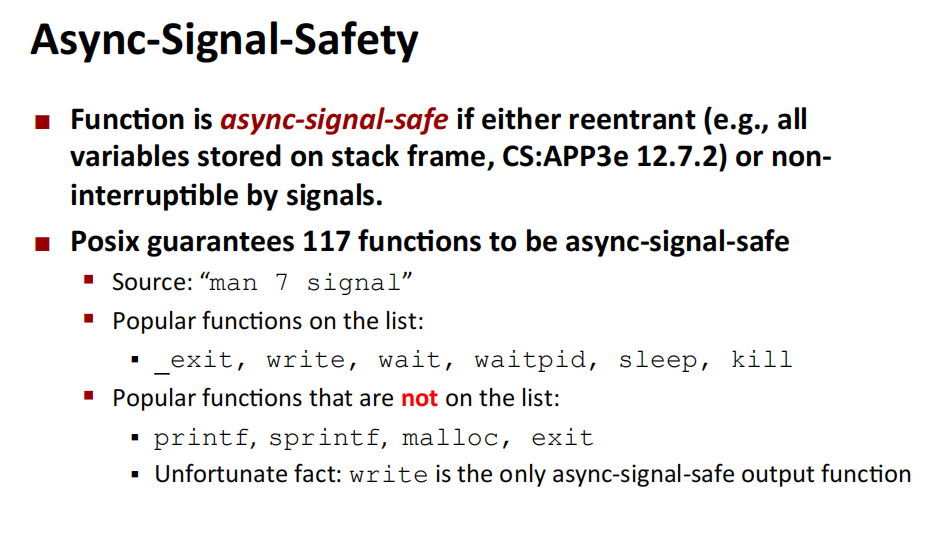 Async-Signal-Safety
■ Function is async-signal-safe if either reentrant (e.g., all
variables stored on stack frame, CS:APP3e 12.7.2) or non-
interruptible by signals.
■ Posix guarantees 117 functions to be async-signal-safe
▪ Source: “man 7 signal”
▪ Popular functions on the list:
▪ _exit, write, wait, waitpid, sleep, kill
▪ Popular functions that are not on the list:
▪ printf, sprintf, malloc, exit
▪ Unfortunate fact: write is the only async-signal-safe output function